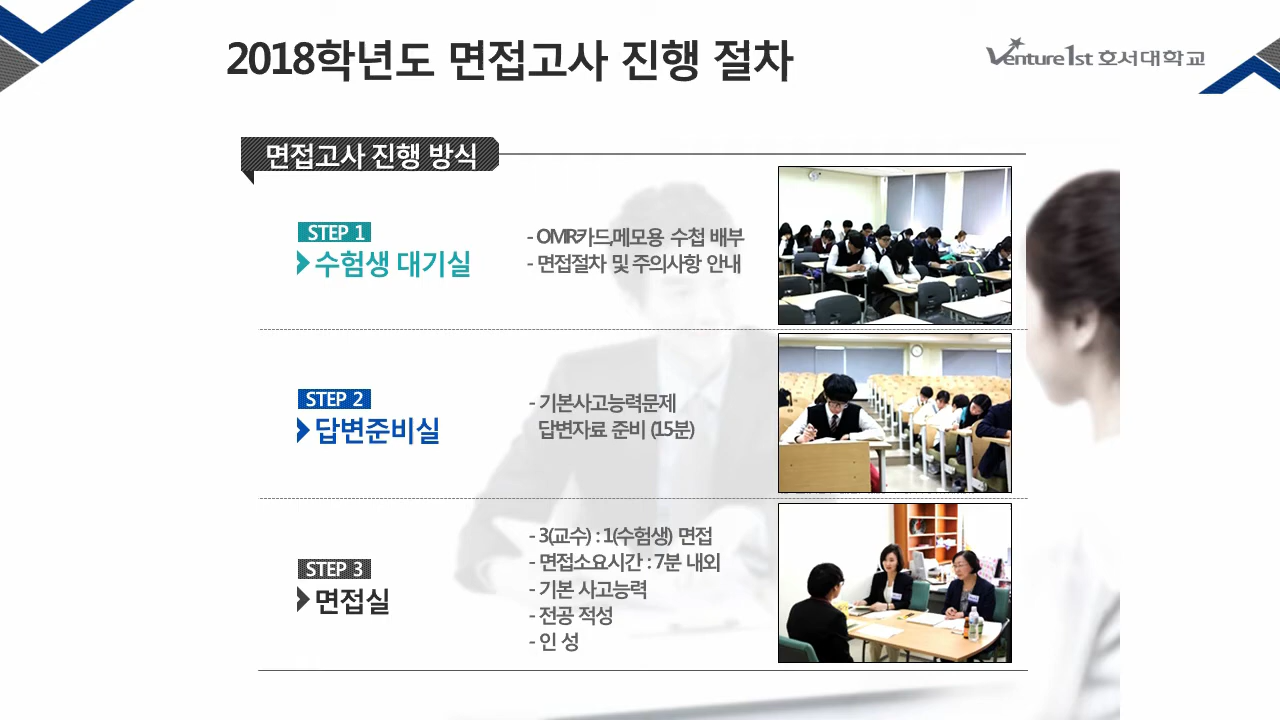 2018학년도 면접고사 진행 절차
Venture1st 호서대학교
면접고사 진행 방식
STEP 1
수험생 대기실
- OMR카드,메모용 수첩 배부
- 면접절차 및 주의사항 안내
STEP 2
답변준비실
- 기본사고능력문제
답변자료 준비 (15분)
STEP 3
면접실
- 3(교수) : 1(수험생) 면접
- 면접소요시간 : 7분 내외
- 기본 사고능력
- 전공 적성
- 인 성